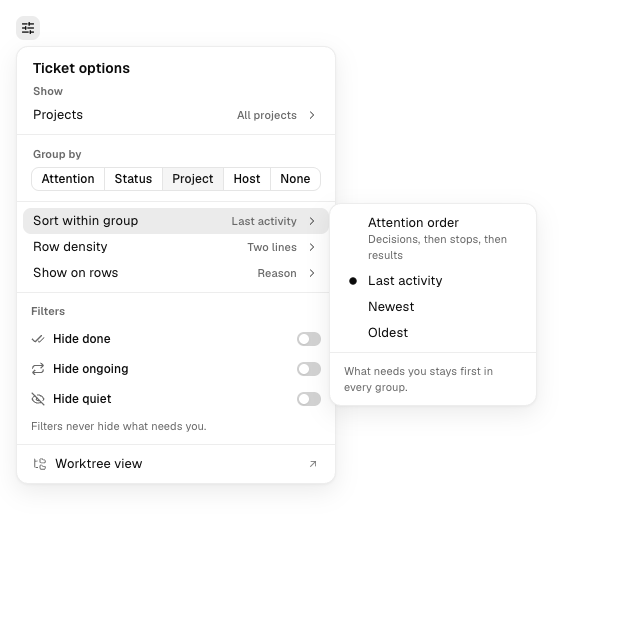 Ticket options
Show
Projects
All projects
Group by
Attention
Status
Project
Host
None
Sort within group
Last activity
Row density
Two lines
Show on rows
Reason
Filters
Hide done
Hide ongoing
Hide quiet
Filters never hide what needs you.
Worktree view
Attention order
Decisions, then stops, then
results
Last activity
Newest
Oldest
What needs you stays first in
every group.